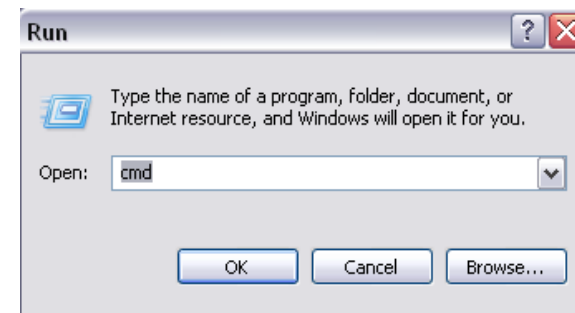 Run
Type the name of a program, folder, document, or
Internet resource, and Windows will open it for you.
Open: cmd
OK Cancel Browse...